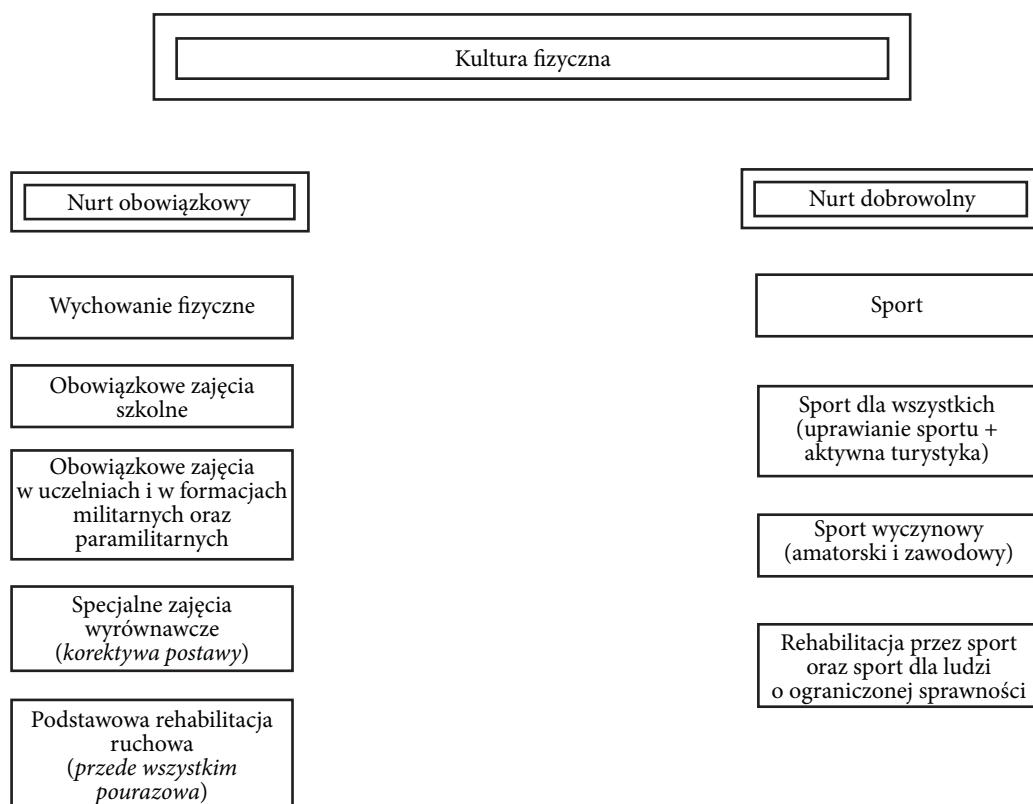 Kultura fizyczna
Nurt obowiązkowy
Wychowanie fizyczne
Obowiązkowe zajęcia
szkolne
Obowiązkowe zajęcia
w uczelniach i w formacjach
militarnych oraz
paramilitarnych
Specjalne zajęcia
wyrównawcze
(korektywa postawy)
Podstawowa rehabilitacja
ruchowa
(przede wszystkim
pourazowa)
Nurt dobrowolny
Sport
Sport dla wszystkich
(uprawianie sportu +
aktywna turystyka)
Sport wyczynowy
(amatorski i zawodowy)
Rehabilitacja przez sport
oraz sport dla ludzi
o ograniczonej sprawności